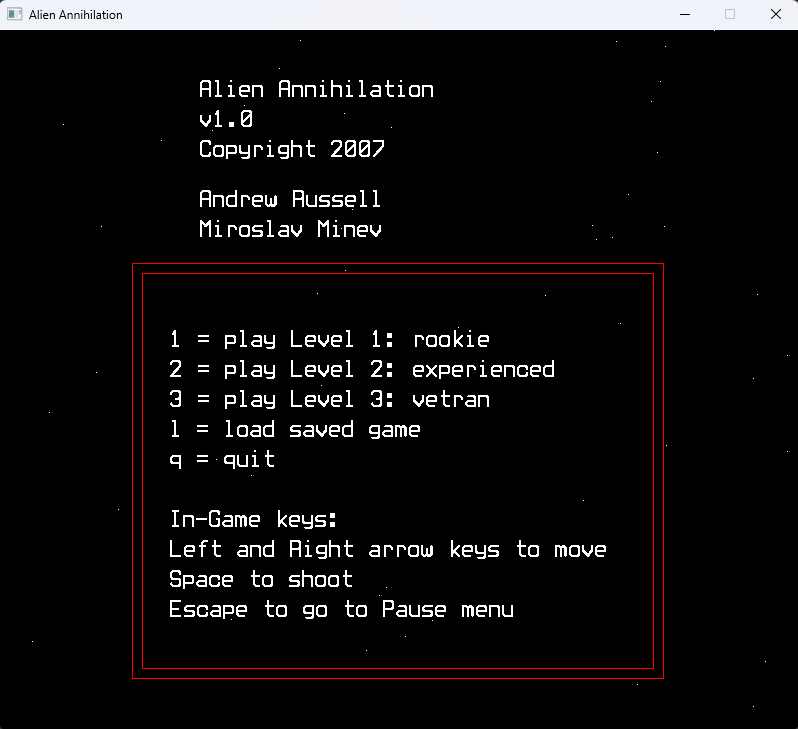 Alien Annihilation
Alien Annihilation
v1.0
Copyright 2007
Andrew Russell
Miroslav Minev
1 = play Level 1: rookie
2 = play Level 2: experienced
3 = play Level 3: vetran
l = load saved game
q = quit
In-Game keys:
Left and Right arrow keys to move
Space to shoot
Escape to go to Pause menu